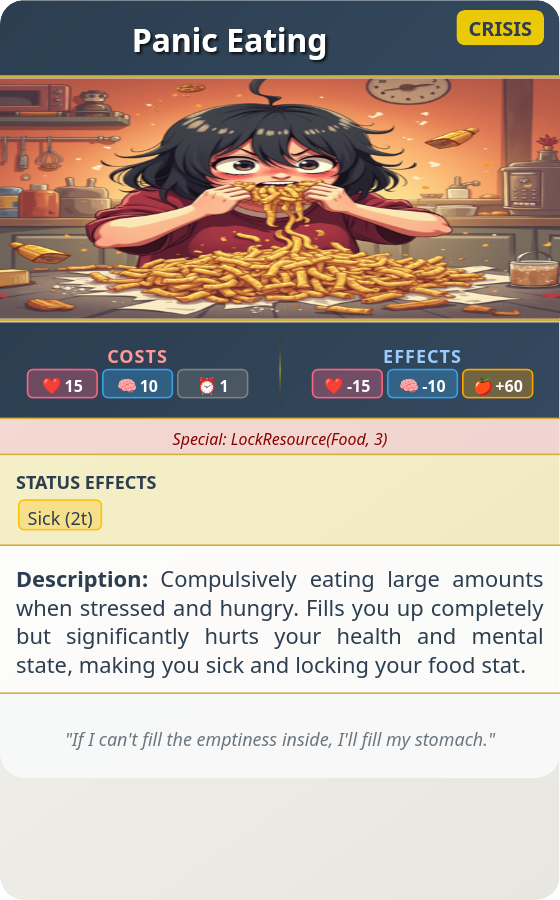 Panic Eating
CRISIS
COSTS
❤️ 15 🧠 10 ⏰ 1
EFFECTS
❤️ -15 🧠 -10 🍎 +60
Special: LockResource(Food, 3)
STATUS EFFECTS
Sick (2t)
Description: Compulsively eating large amounts
when stressed and hungry. Fills you up completely
but significantly hurts your health and mental
state, making you sick and locking your food stat.
"If I can't fill the emptiness inside, I'll fill my stomach."